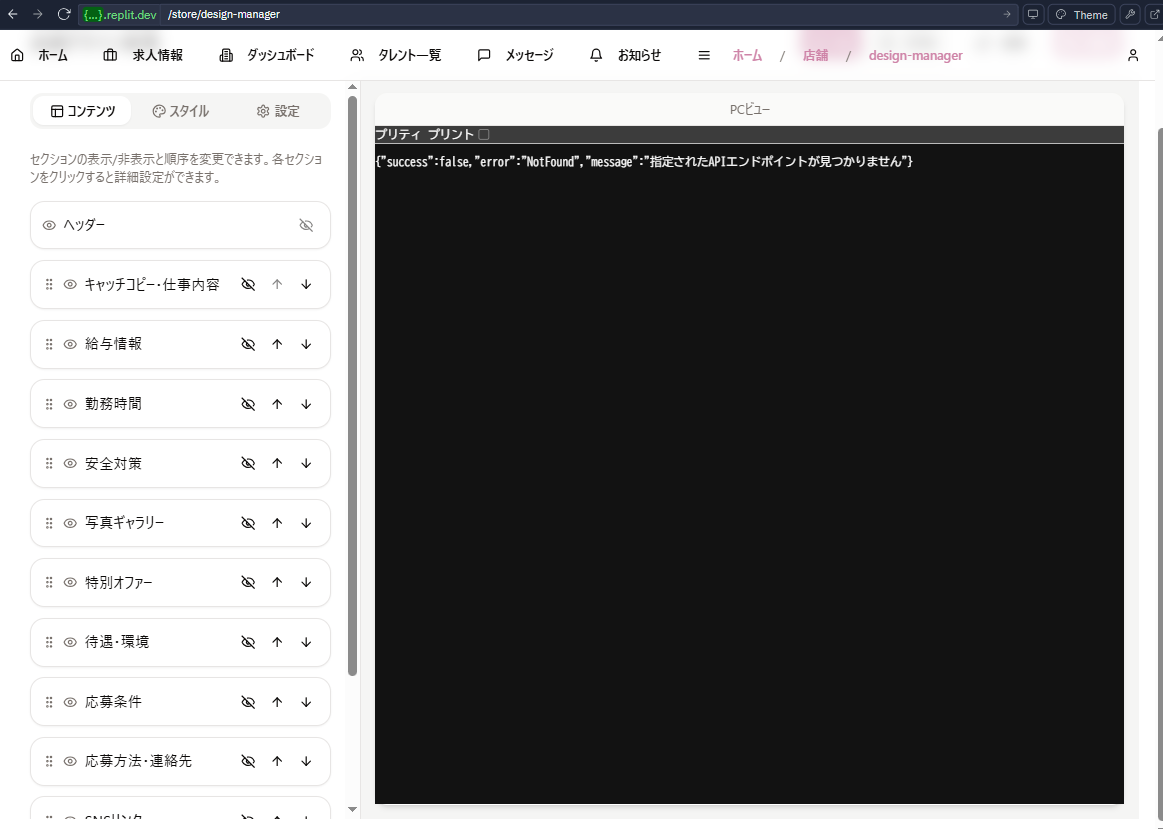 {...}.replit.dev /store/design-manager Theme
ホーム 求人情報 ダッシュボード タレント一覧 メッセージ お知らせ ホーム / 店舗 / design-manager
コンテンツ スタイル 設定
セクションの表示/非表示と順序を変更できます。各セクショ
ンをクリックすると詳細設定ができます。
ヘッダー
キャッチコピー・仕事内容
給与情報
勤務時間
安全対策
写真ギャラリー
特別オファー
待遇・環境
応募条件
応募方法・連絡先
SNSリンク
PCビュー
プリティ プリント
{"success":false,"error":"NotFound","message":"指定されたAPIエンドポイントが見つかりません"}